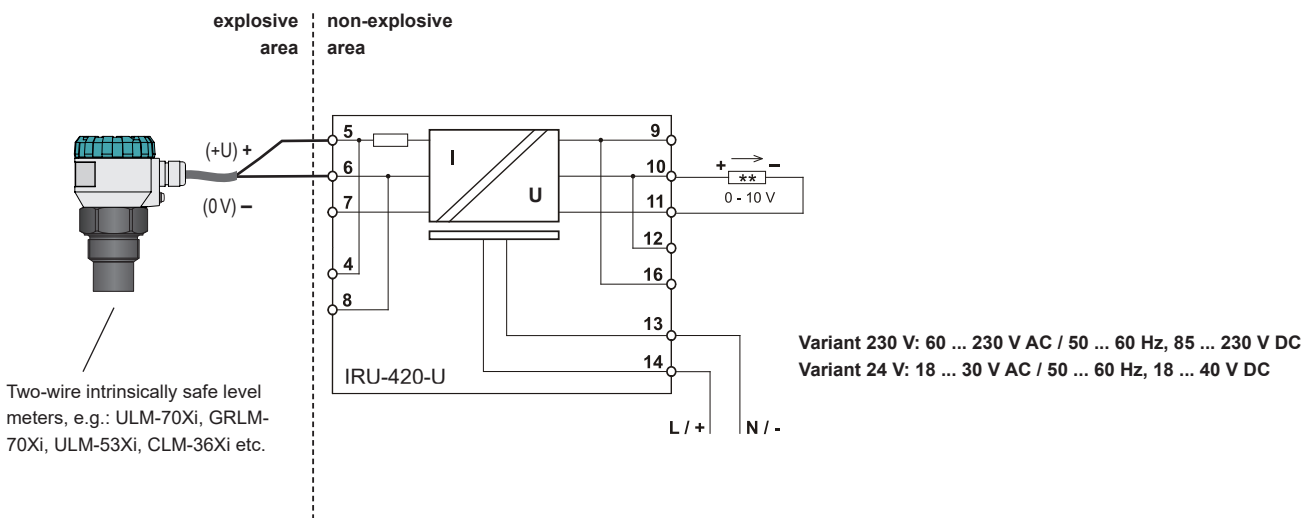 explosive
area
non-explosive
area
(+U) +
(0 V) –
5
6
7
4
8
I
U
9
10
11
12
16
13
14
IRU-420-U
+ –
**
0 - 10 V
L / +
N / -
Variant 230 V: 60 ... 230 V AC / 50 ... 60 Hz, 85 ... 230 V DC
Variant 24 V: 18 ... 30 V AC / 50 ... 60 Hz, 18 ... 40 V DC
Two-wire intrinsically safe level
meters, e.g.: ULM-70Xi, GRLM-
70Xi, ULM-53Xi, CLM-36Xi etc.